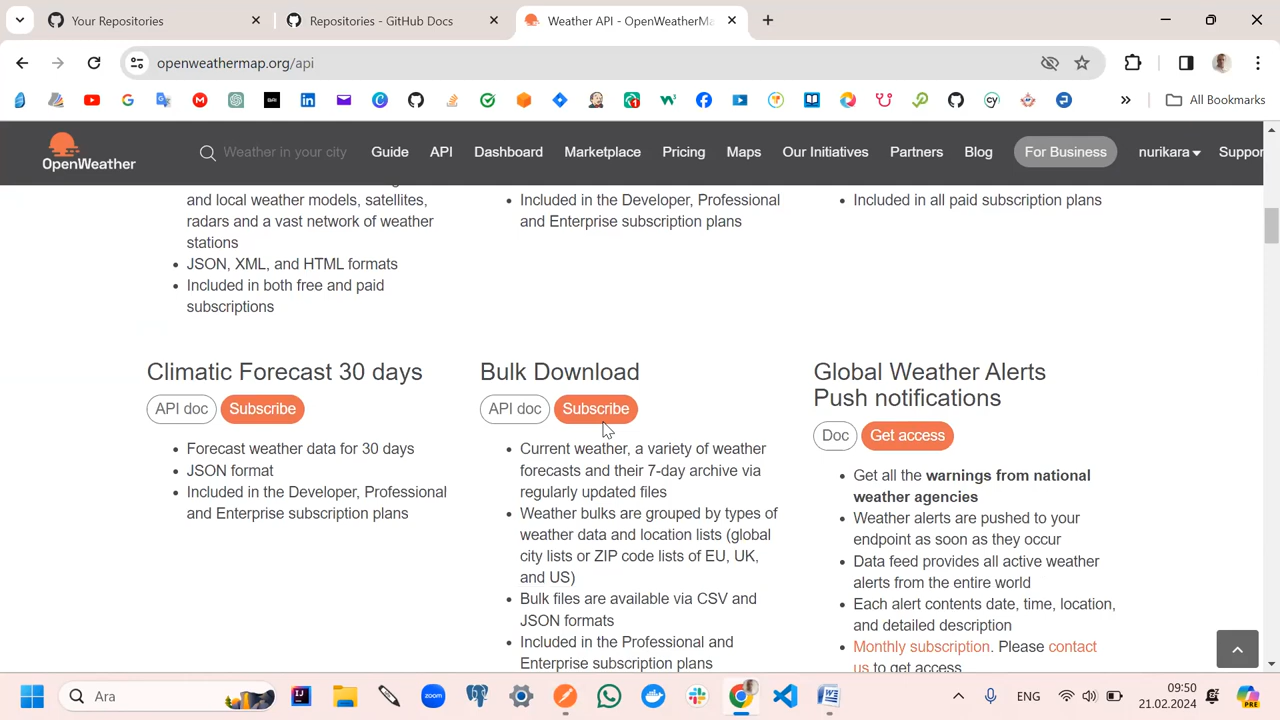 Your Repositories
Repositories - GitHub Docs
Weather API - OpenWeatherMa
openweathermap.org/api
All Bookmarks
OpenWeather
Weather in your city
Guide
API
Dashboard
Marketplace
Pricing
Maps
Our Initiatives
Partners
Blog
For Business
nurikara
Suppor
and local weather models, satellites,
radars and a vast network of weather
stations
JSON, XML, and HTML formats
Included in both free and paid
subscriptions
Included in the Developer, Professional
and Enterprise subscription plans
Included in all paid subscription plans
Climatic Forecast 30 days
API doc
Subscribe
Forecast weather data for 30 days
JSON format
Included in the Developer, Professional
and Enterprise subscription plans
Bulk Download
API doc
Subscribe
Current weather, a variety of weather
forecasts and their 7-day archive via
regularly updated files
Weather bulks are grouped by types of
weather data and location lists (global
city lists or ZIP code lists of EU, UK,
and US)
Bulk files are available via CSV and
JSON formats
Included in the Professional and
Enterprise subscription plans
Global Weather Alerts
Push notifications
Doc
Get access
Get all the warnings from national
weather agencies
Weather alerts are pushed to your
endpoint as soon as they occur
Data feed provides all active weather
alerts from the entire world
Each alert contents date, time, location,
and detailed description
Monthly subscription. Please contact
us to get access
Ara
zoom
ENG
09:50
21.02.2024
PRE